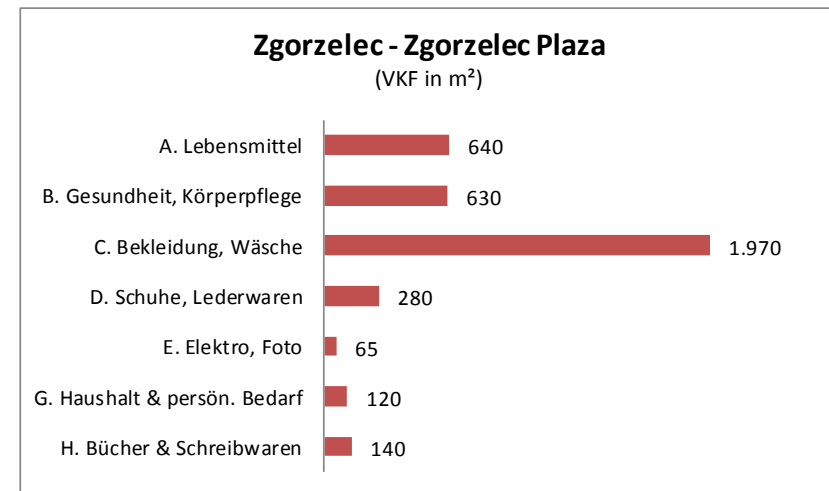 Zgorzelec - Zgorzelec Plaza
(VKF in m²)
A. Lebensmittel 640
B. Gesundheit, Körperpflege 630
C. Bekleidung, Wäsche 1.970
D. Schuhe, Lederwaren 280
E. Elektro, Foto 65
G. Haushalt & persön. Bedarf 120
H. Bücher & Schreibwaren 140